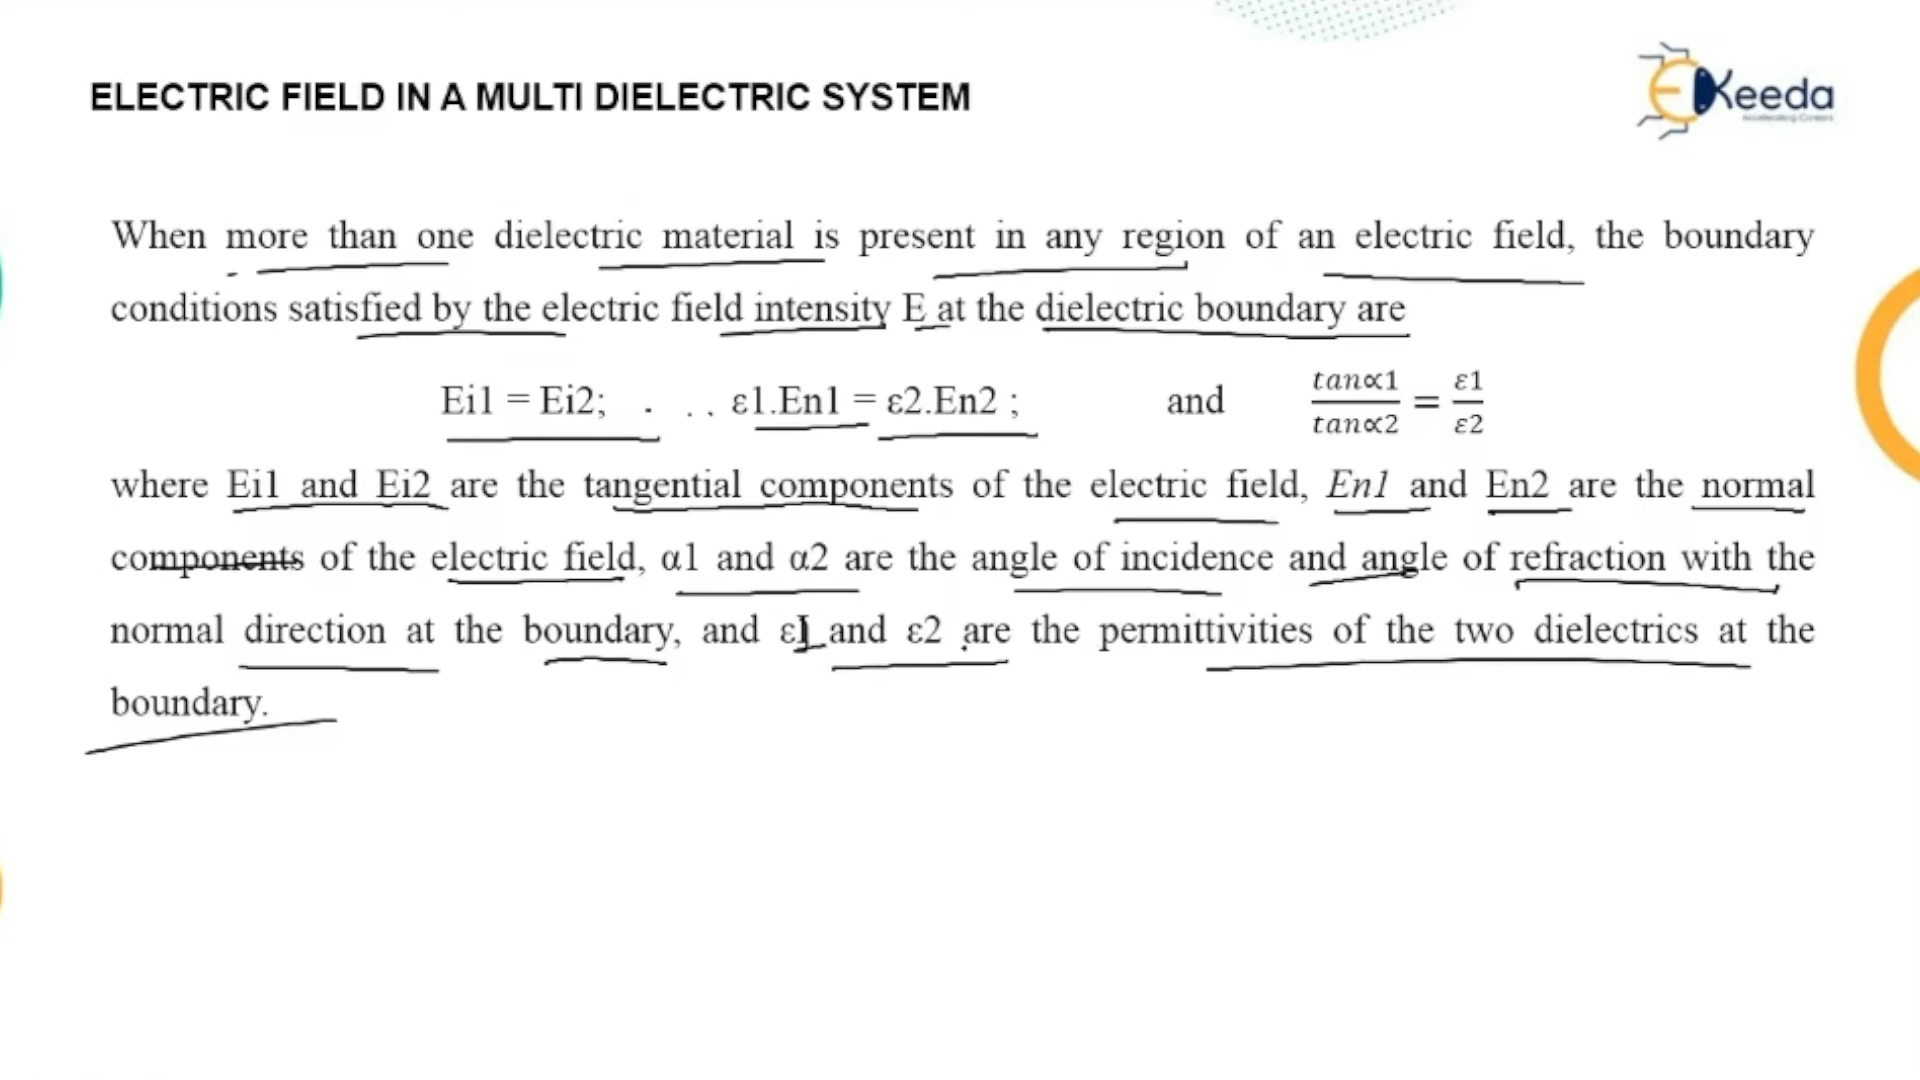 ELECTRIC FIELD IN A MULTI DIELECTRIC SYSTEM
EKeeda
Accelerating Careers
When more than one dielectric material is present in any region of an electric field, the boundary
conditions satisfied by the electric field intensity E at the dielectric boundary are
Ei1 = Ei2; ε1.En1 = ε2.En2 ; and tan∝1/tan∝2 = ε1/ε2
where Ei1 and Ei2 are the tangential components of the electric field, En1 and En2 are the normal
components of the electric field, α1 and α2 are the angle of incidence and angle of refraction with the
normal direction at the boundary, and ε1 and ε2 are the permittivities of the two dielectrics at the
boundary.